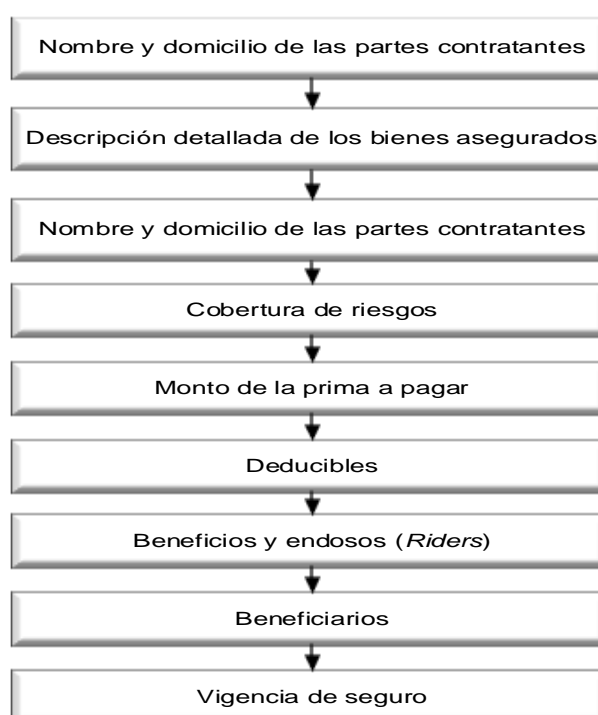 Nombre y domicilio de las partes contratantes
Descripción detallada de los bienes asegurados
Nombre y domicilio de las partes contratantes
Cobertura de riesgos
Monto de la prima a pagar
Deducibles
Beneficios y endosos (Riders)
Beneficiarios
Vigencia de seguro